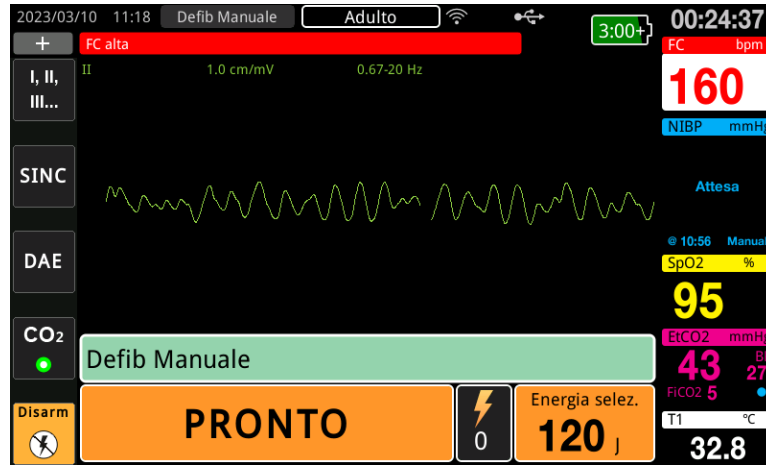 2023/03/10 11:18 Defib Manuale Adulto 3:00+ 00:24:37
+ FC alta FC bpm
I, II, III...
II 1.0 cm/mV 0.67-20 Hz
160
NIBP mmHg
SINC
Attesa
@ 10:56 Manual
DAE
SpO2 %
95
CO2
EtCO2 mmHg
43 27
FiCO2 5
Defib Manuale
Disarm
PRONTO
0
Energia selez.
120 J
T1 °C
32.8